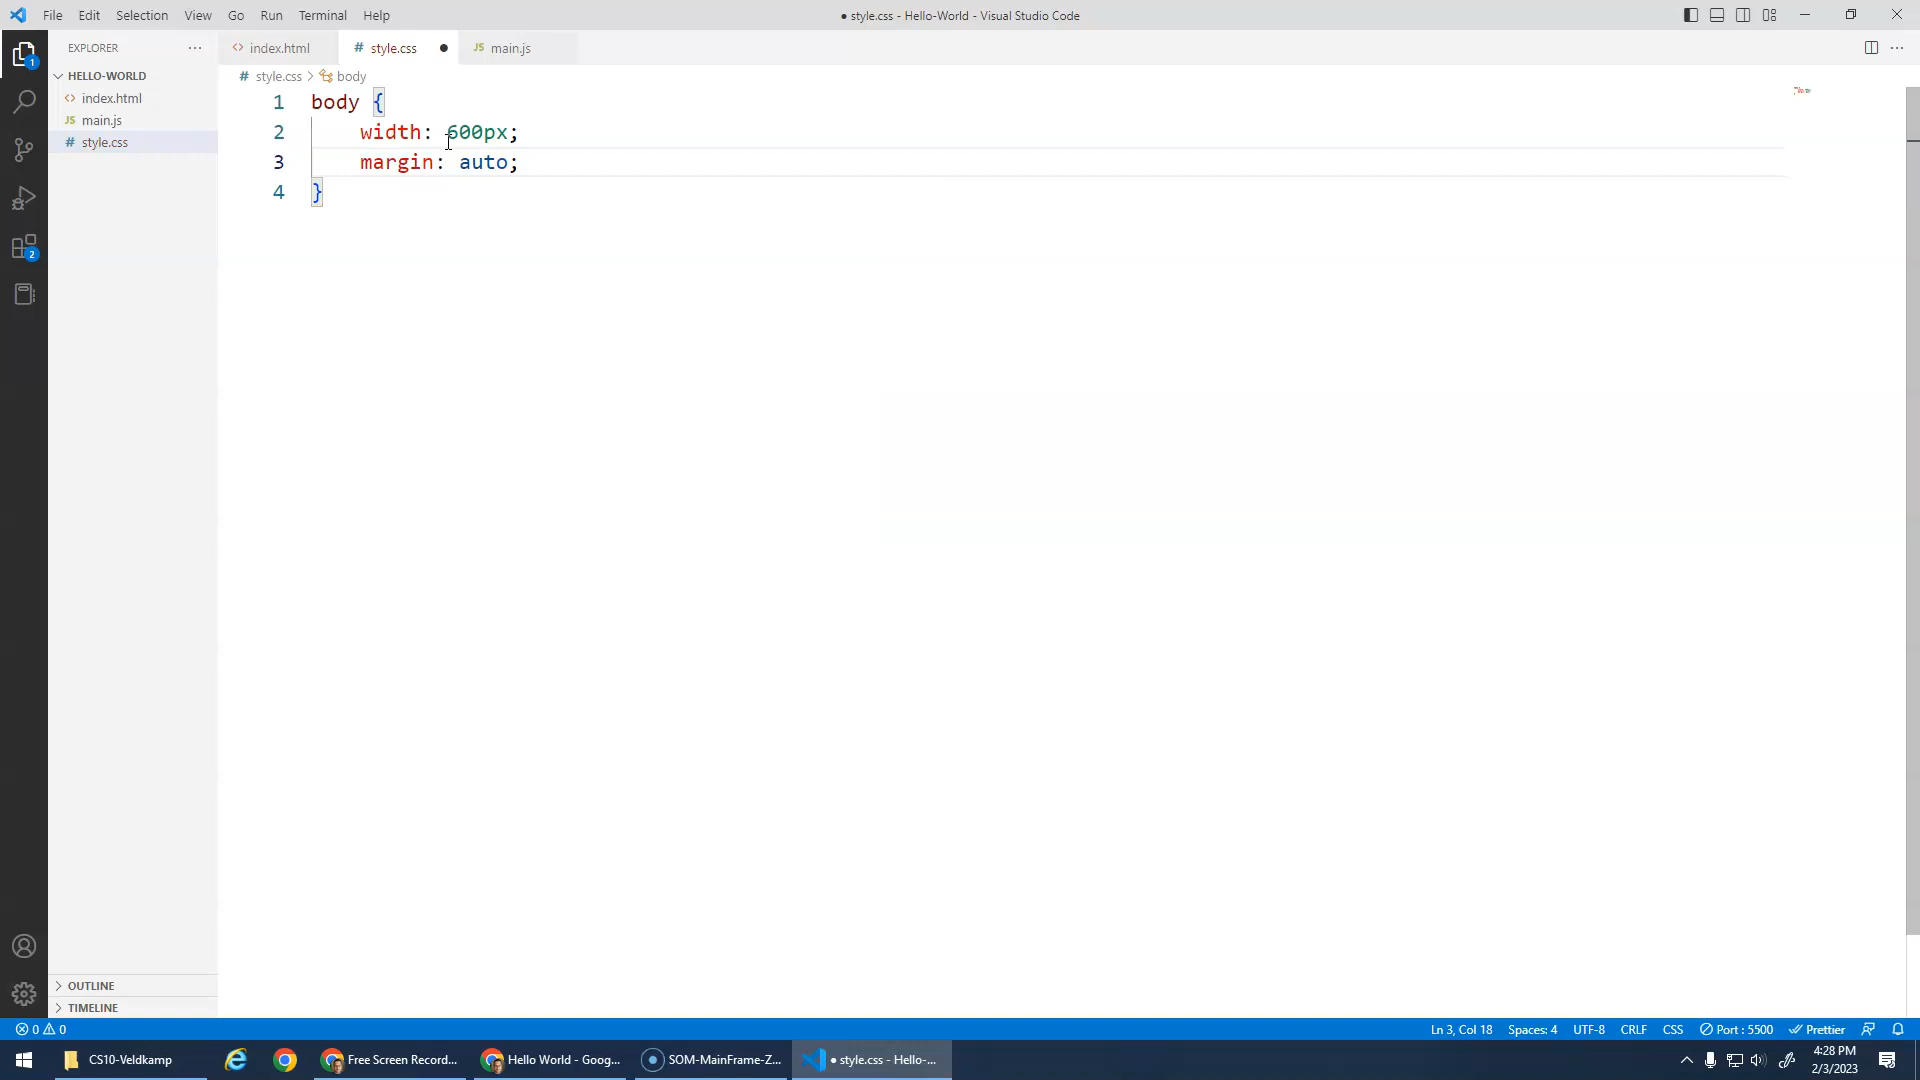 File Edit Selection View Go Run Terminal Help
● style.css - Hello-World - Visual Studio Code
EXPLORER ···
<> index.html # style.css ● JS main.js
HELLO-WORLD
# style.css > body
<> index.html
JS main.js
# style.css
1 body {
2 width: 600px;
3 margin: auto;
4 }
1
2
OUTLINE
TIMELINE
0 0
Ln 3, Col 18 Spaces: 4 UTF-8 CRLF CSS Port : 5500 Prettier
CS10-Veldkamp
Free Screen Record...
Hello World - Goog...
SOM-MainFrame-Z...
● style.css - Hello-...
4:28 PM
2/3/2023